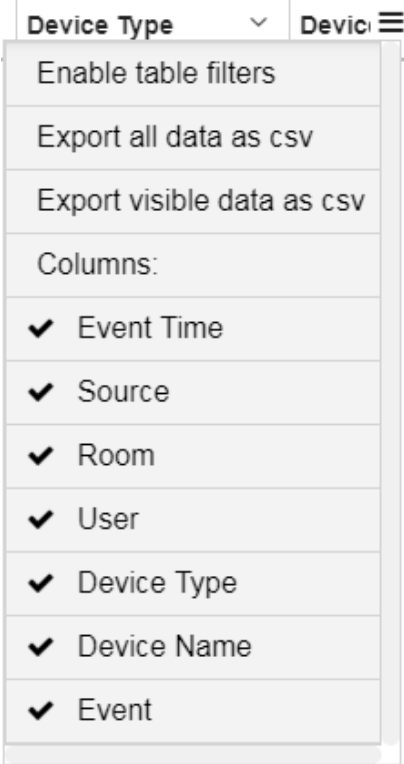 Device Type Devic
Enable table filters
Export all data as csv
Export visible data as csv
Columns:
Event Time
Source
Room
User
Device Type
Device Name
Event